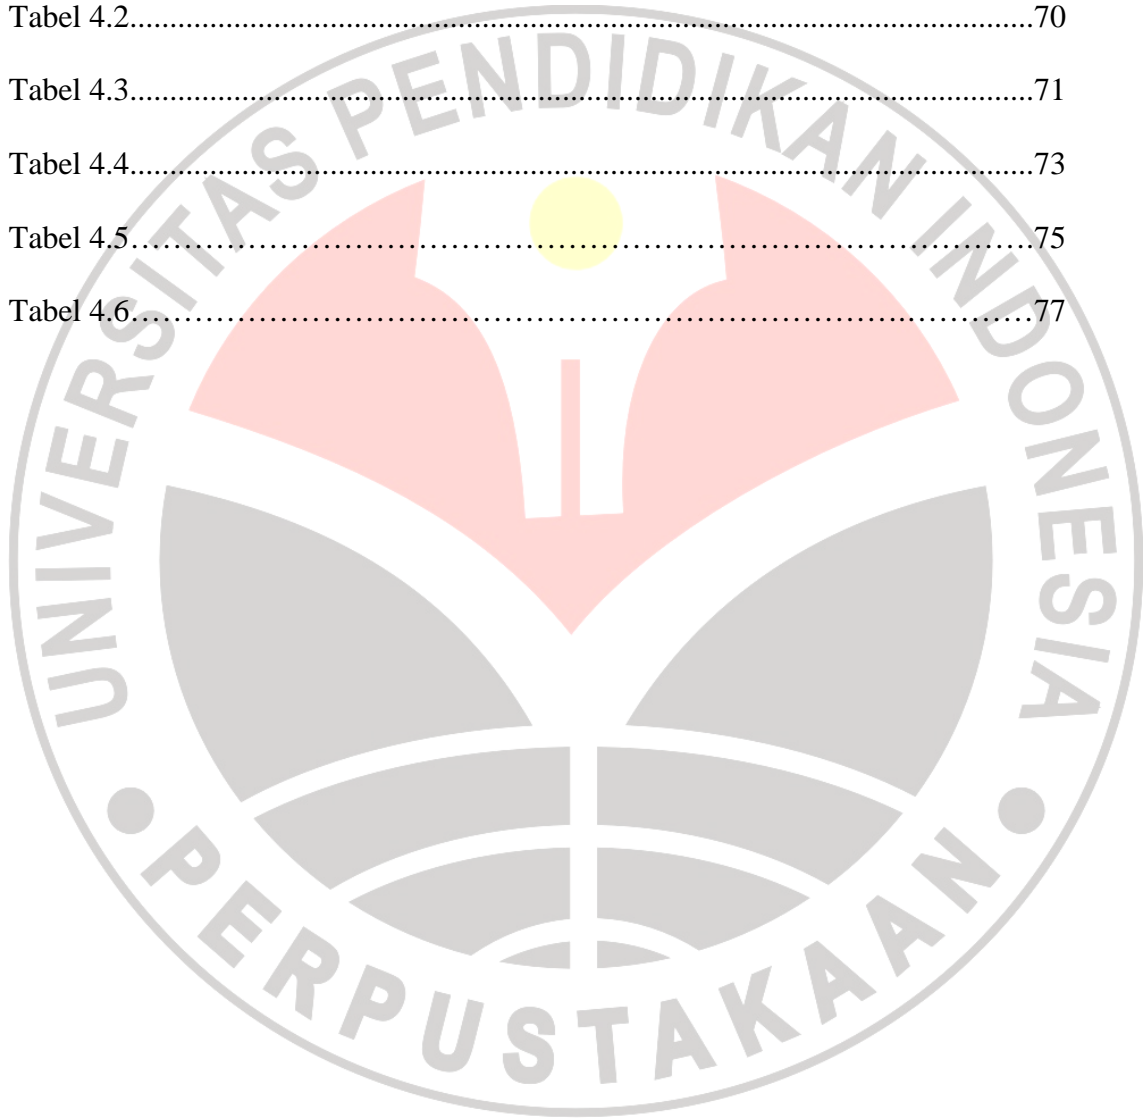 Tabel 4.2....................................................................................................................70
Tabel 4.3....................................................................................................................71
Tabel 4.4....................................................................................................................73
Tabel 4.5…………………………………………………………………………………75
Tabel 4.6…………………………………………………………………………………77
UNIVERSITAS PENDIDIKAN INDONESIA
PERPUSTAKAAN